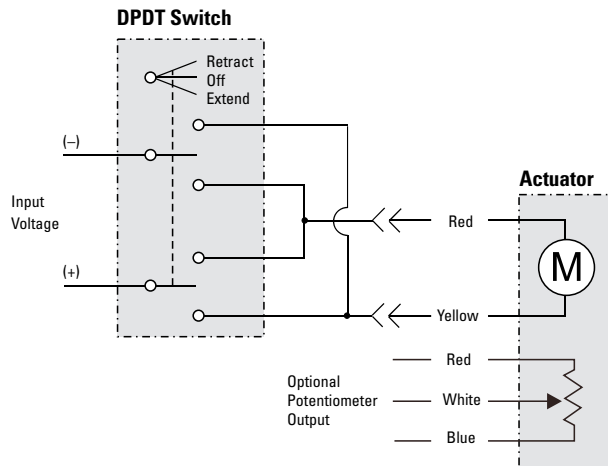 DPDT Switch
Retract
Off
Extend
(–)
Input
Voltage
(+)
Actuator
Red
M
Yellow
Red
Optional
Potentiometer
Output
White
Blue